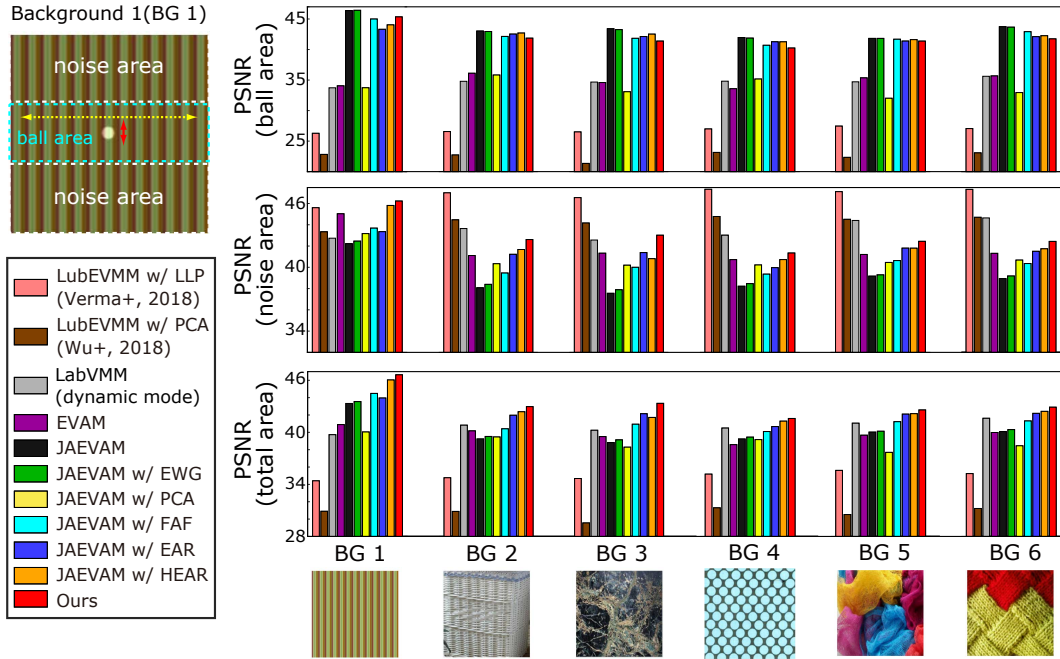 Background 1(BG 1)
noise area
ball area
noise area
LubEVMM w/ LLP
(Verma+, 2018)
LubEVMM w/ PCA
(Wu+, 2018)
LabVMM
(dynamic mode)
EVAM
JAEVAM
JAEVAM w/ EWG
JAEVAM w/ PCA
JAEVAM w/ FAF
JAEVAM w/ EAR
JAEVAM w/ HEAR
Ours
PSNR
(ball area)
45
35
25
PSNR
(noise area)
46
40
34
PSNR
(total area)
46
40
34
28
BG 1 BG 2 BG 3 BG 4 BG 5 BG 6